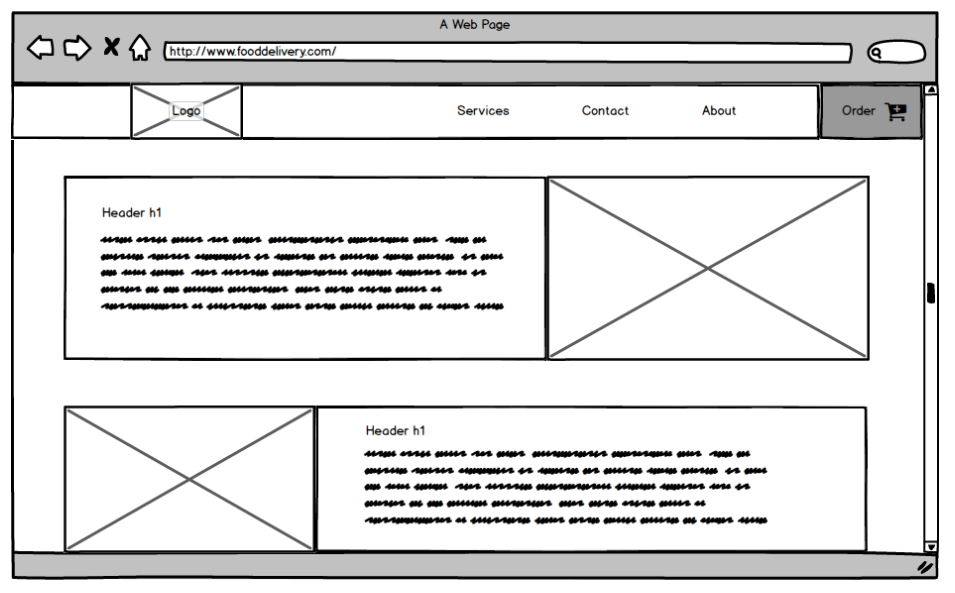 A Web Page
http://www.fooddelivery.com/
Logo
Services
Contact
About
Order
Header h1
Header h1